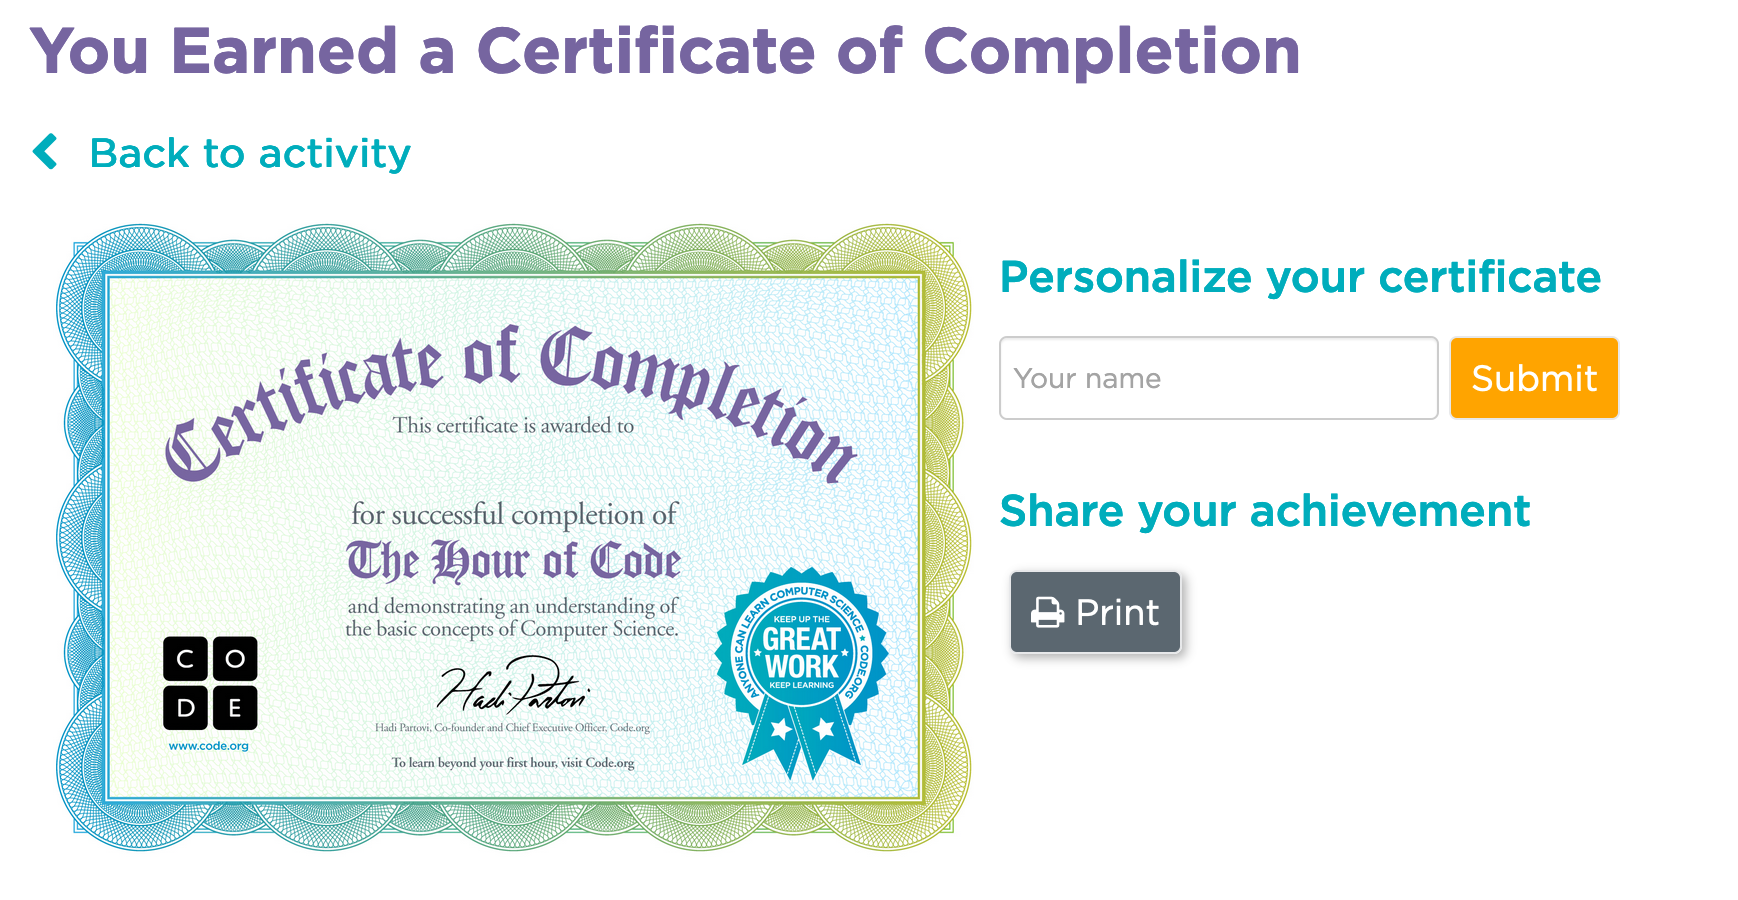 You Earned a Certificate of Completion
Back to activity
Certificate of Completion
This certificate is awarded to
for successful completion of
The Hour of Code
and demonstrating an understanding of
the basic concepts of Computer Science.
Hadi Partovi
Hadi Partovi, Co-founder and Chief Executive Officer, Code.org
To learn beyond your first hour, visit Code.org
C O
D E
www.code.org
ANYONE CAN LEARN COMPUTER SCIENCE ★ CODE.ORG
KEEP UP THE
GREAT
WORK
KEEP LEARNING
Personalize your certificate
Your name
Submit
Share your achievement
Print